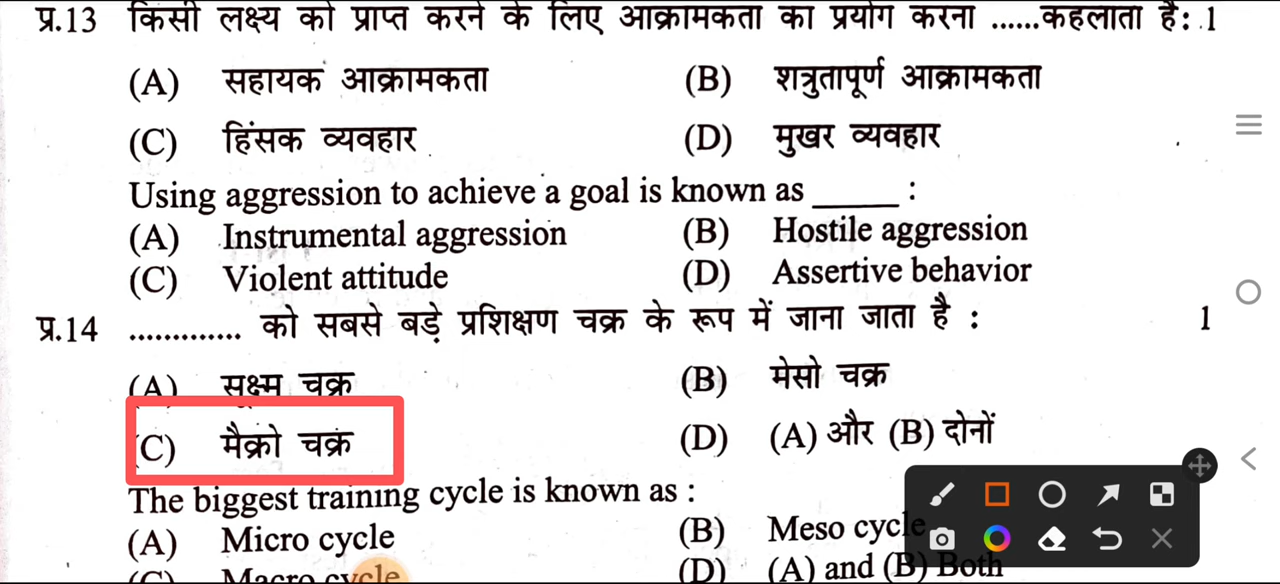 प्र.13 किसी लक्ष्य को प्राप्त करने के लिए आक्रामकता का प्रयोग करना ......कहलाता है: 1
(A) सहायक आक्रामकता (B) शत्रुतापूर्ण आक्रामकता
(C) हिंसक व्यवहार (D) मुखर व्यवहार
Using aggression to achieve a goal is known as ______ :
(A) Instrumental aggression (B) Hostile aggression
(C) Violent attitude (D) Assertive behavior
प्र.14 ............. को सबसे बड़े प्रशिक्षण चक्र के रूप में जाना जाता है : 1
(A) सूक्ष्म चक्र (B) मेसो चक्र
(C) मैक्रो चक्र (D) (A) और (B) दोनों
The biggest training cycle is known as :
(A) Micro cycle (B) Meso cycle
(C) Macro cycle (D) (A) and (B) Both